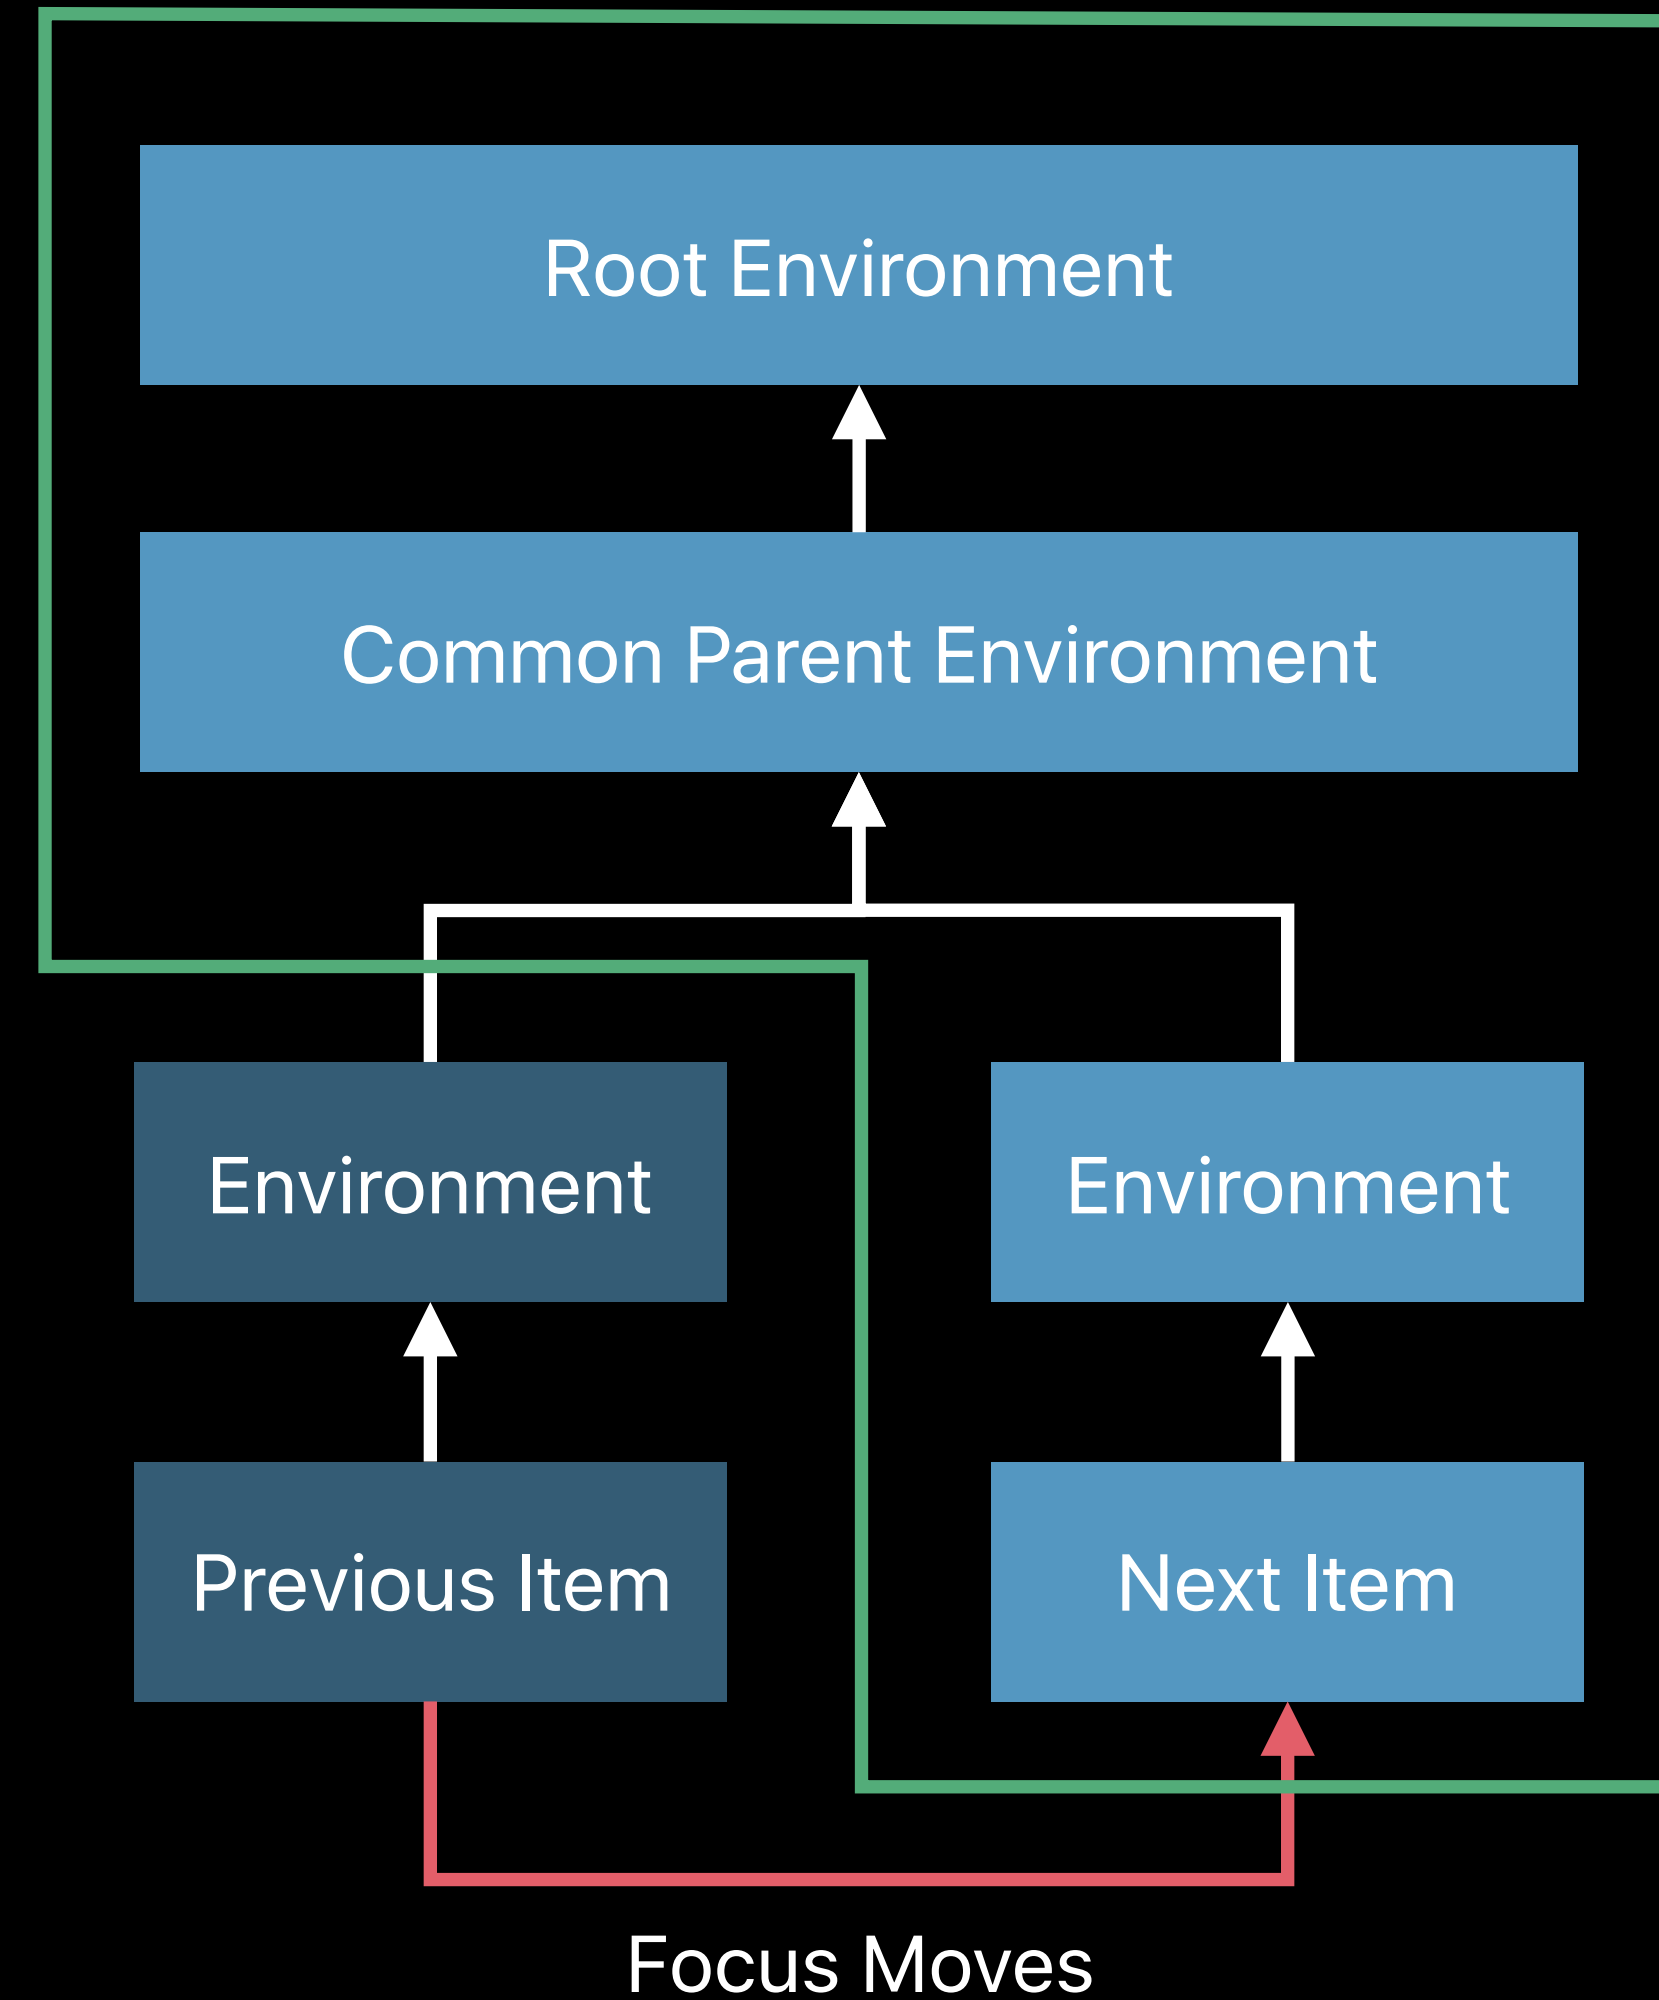 Root Environment
Common Parent Environment
Environment
Environment
Previous Item
Next Item
Focus Moves